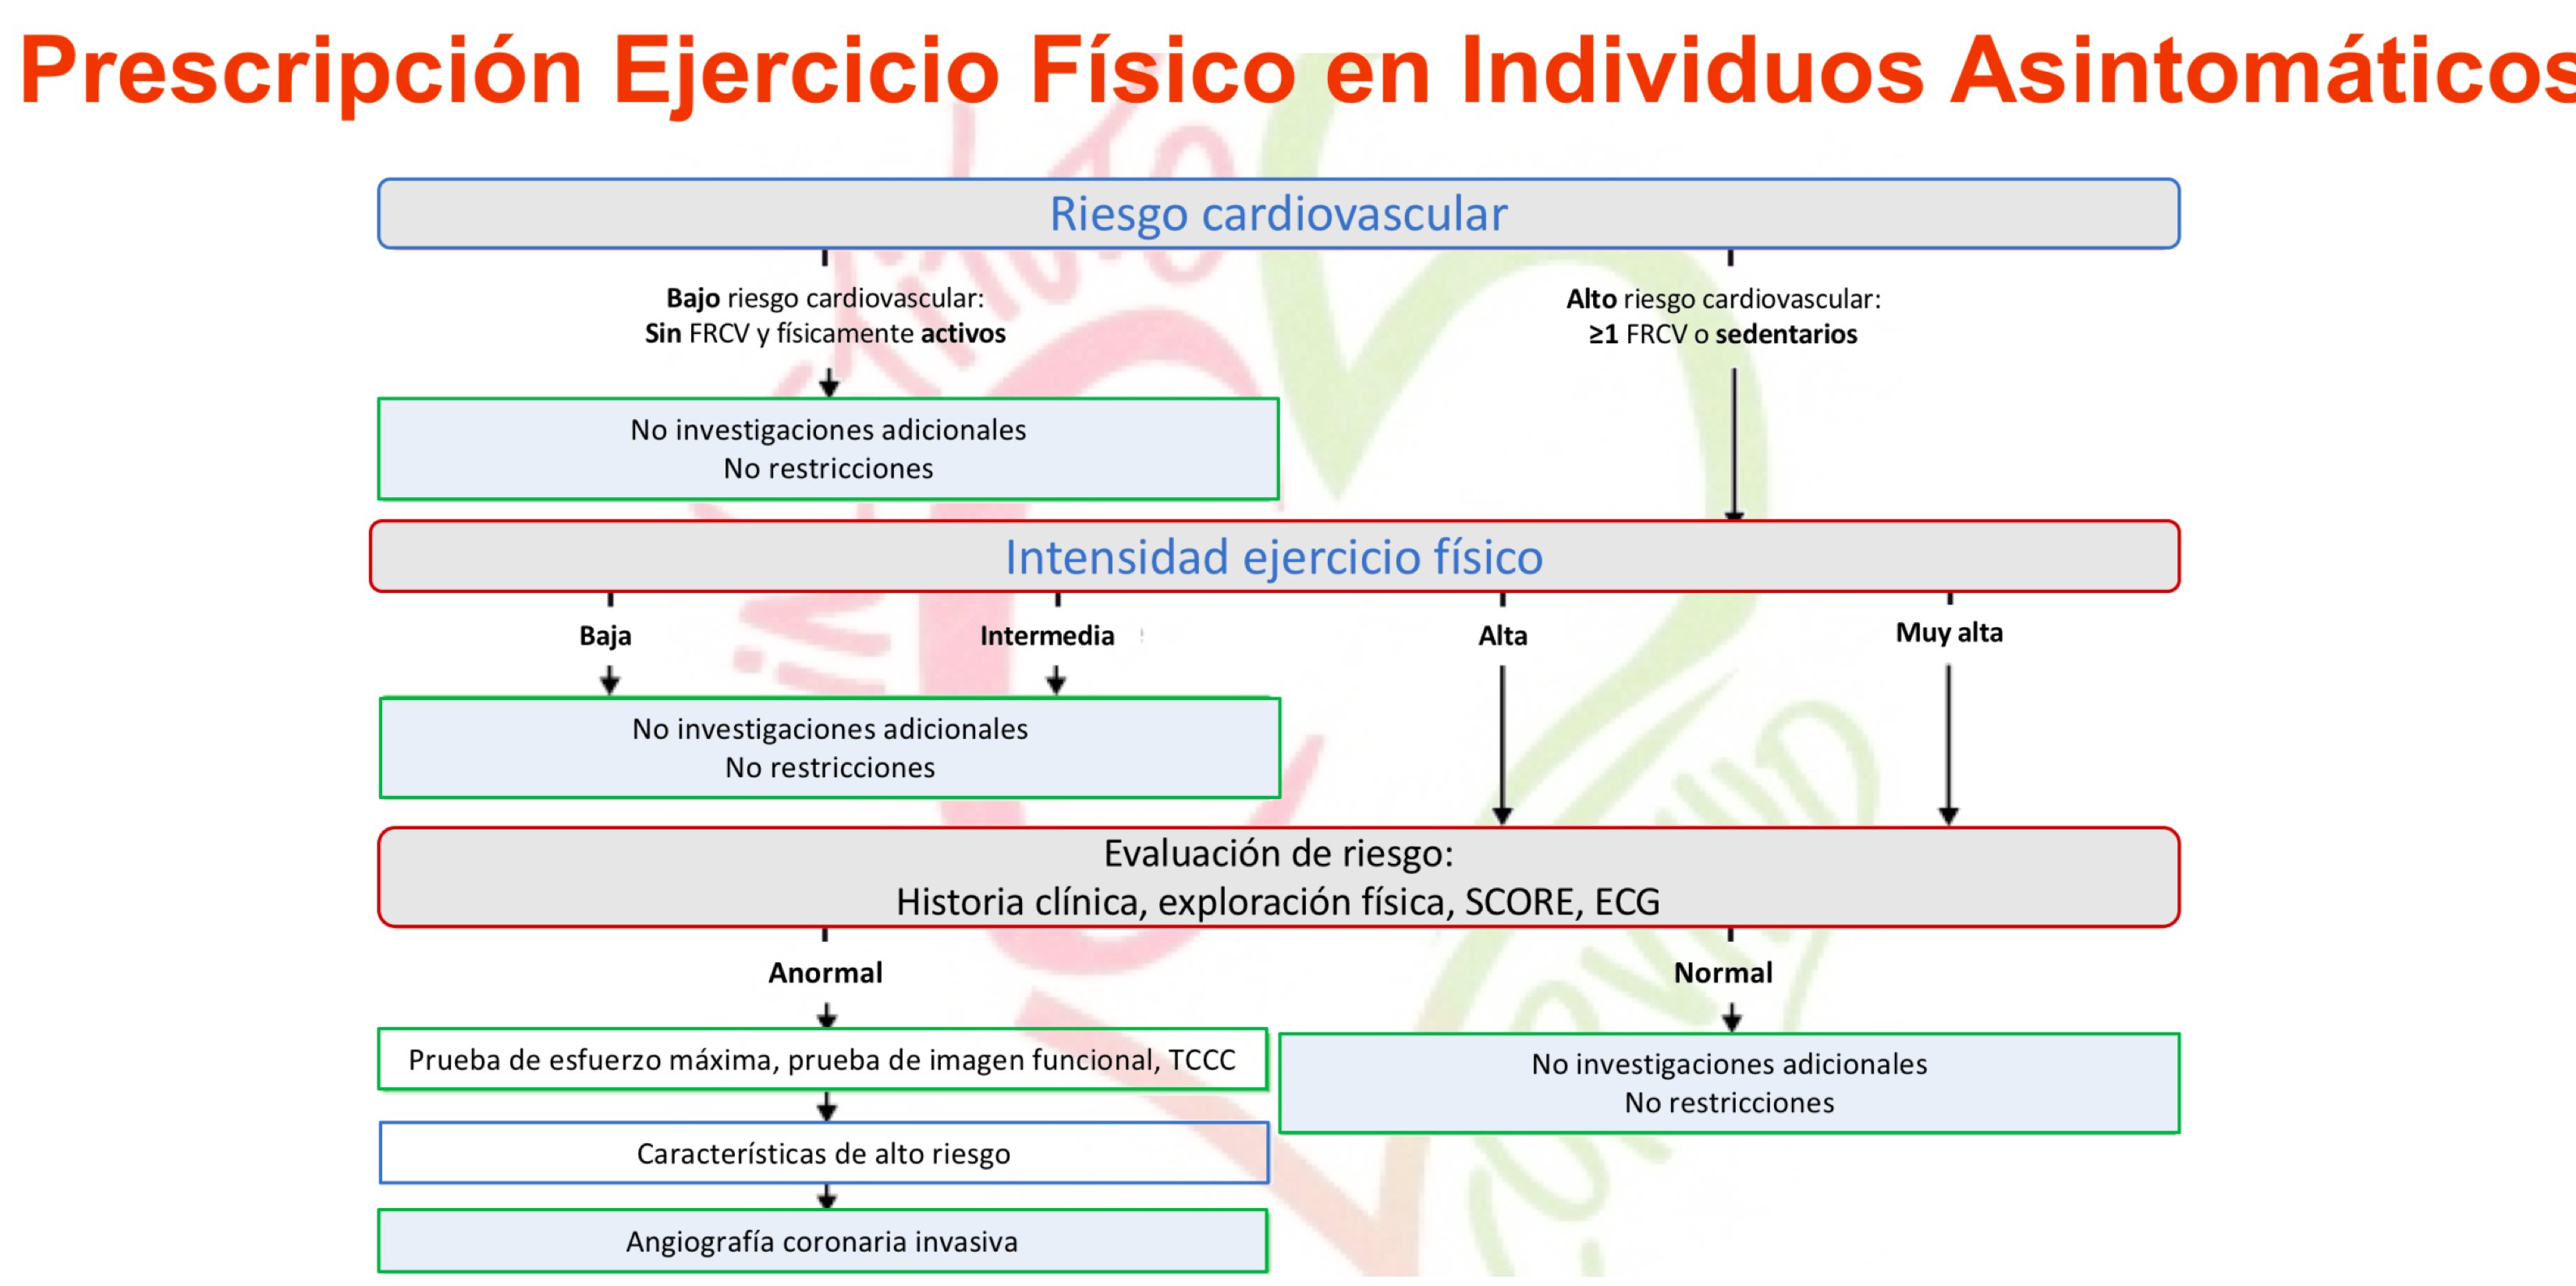 Prescripción Ejercicio Físico en Individuos Asintomáticos
Riesgo cardiovascular
Bajo riesgo cardiovascular:
Sin FRCV y físicamente activos
Alto riesgo cardiovascular:
≥1 FRCV o sedentarios
No investigaciones adicionales
No restricciones
Intensidad ejercicio físico
Baja
Intermedia
Alta
Muy alta
No investigaciones adicionales
No restricciones
Evaluación de riesgo:
Historia clínica, exploración física, SCORE, ECG
Anormal
Normal
Prueba de esfuerzo máxima, prueba de imagen funcional, TCCC
No investigaciones adicionales
No restricciones
Características de alto riesgo
Angiografía coronaria invasiva